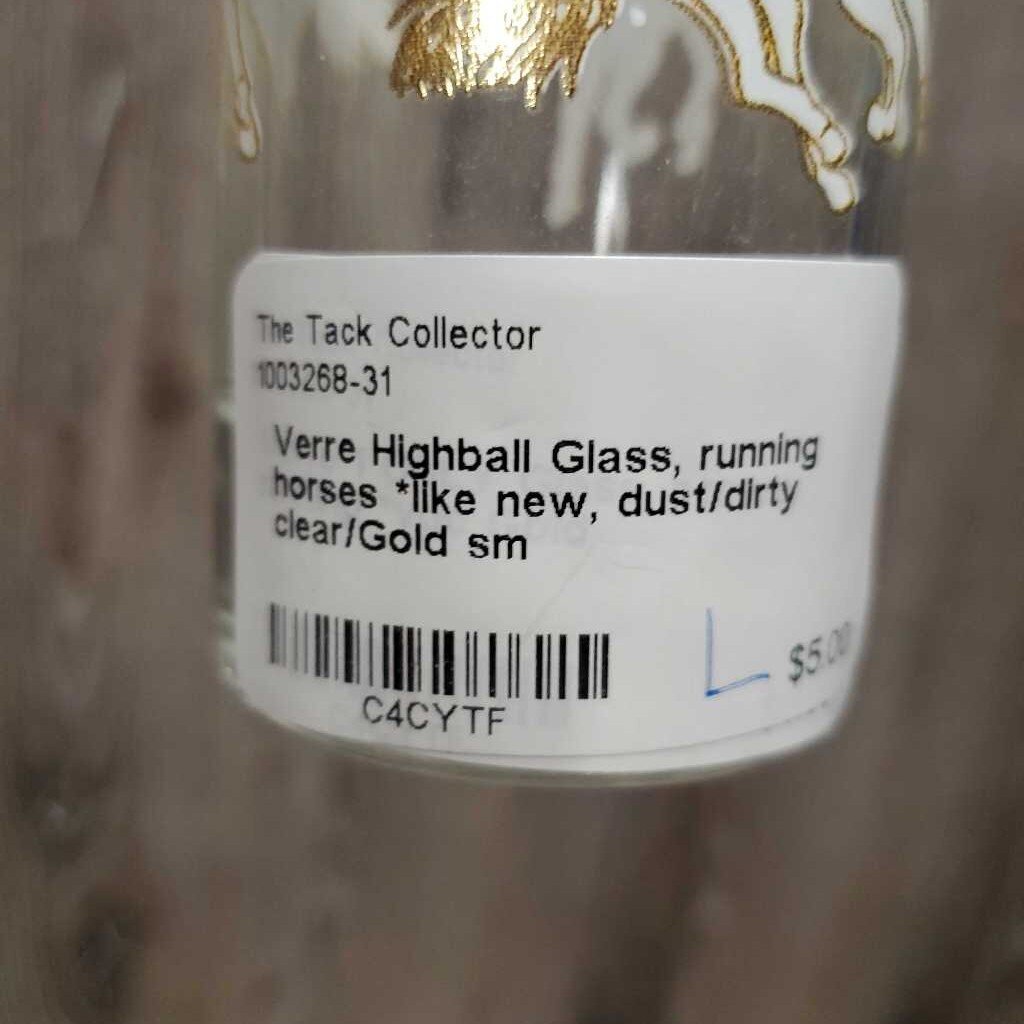 The Tack Collector
1003268-31
Verre Highball Glass, running
horses *like new, dust/dirty
clear/Gold sm
L $5.00
C4CYTF